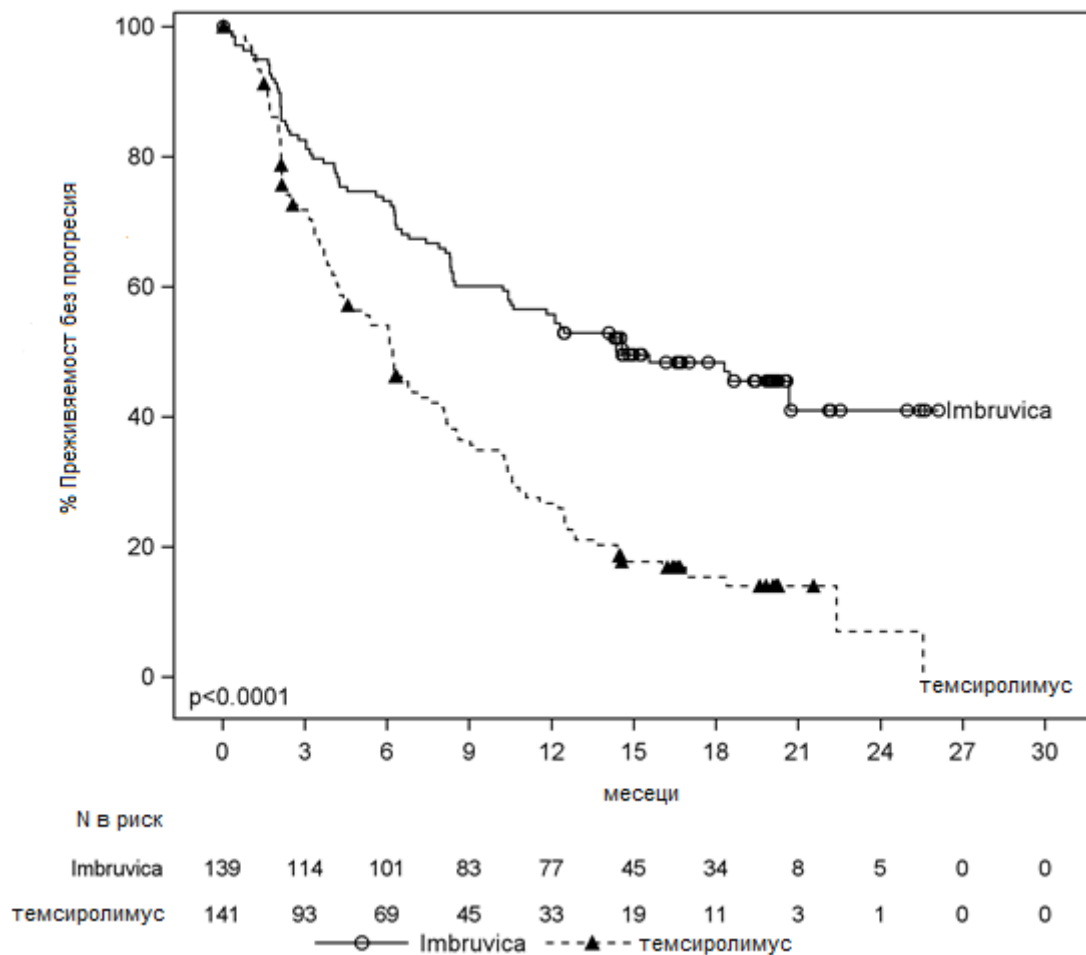 % Преживяемост без прогресия
100
80
60
40
20
0
Imbruvica
темсиролимус
p<0.0001
0 3 6 9 12 15 18 21 24 27 30
месеци
N в риск
Imbruvica 139 114 101 83 77 45 34 8 5 0 0
темсиролимус 141 93 69 45 33 19 11 3 1 0 0
Imbruvica темсиролимус